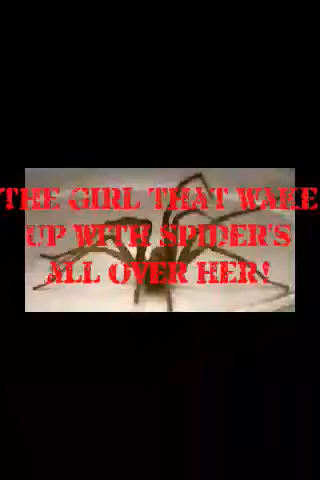 THE GIRL THAT WAKE
UP WITH SPIDER'S
ALL OVER HER!